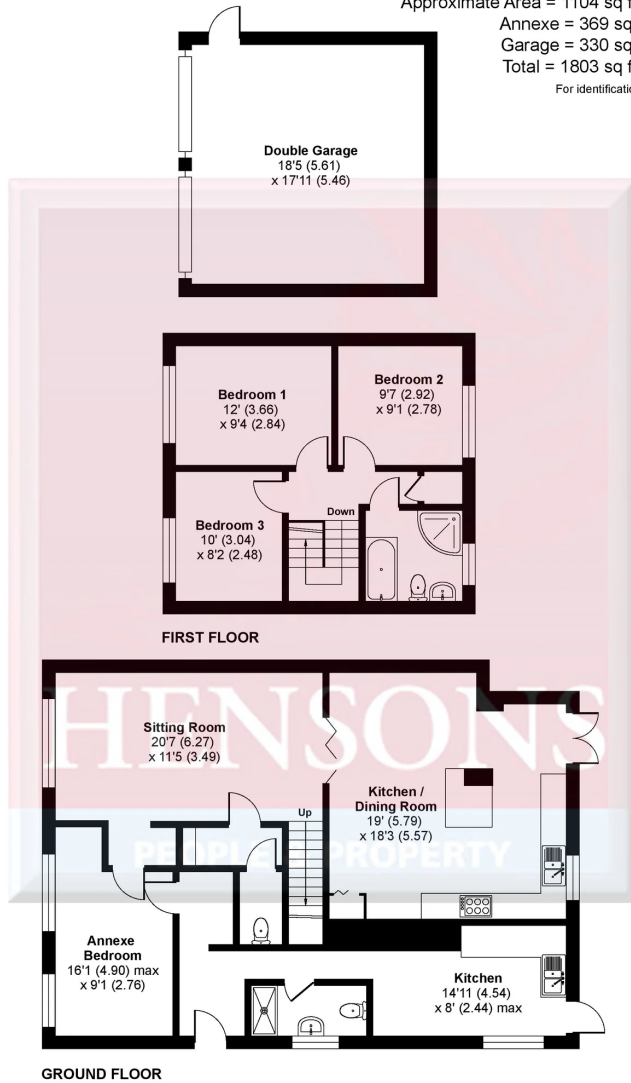 Approximate Area = 1104 sq f
Annexe = 369 sq
Garage = 330 sq
Total = 1803 sq f
For identificatio
Double Garage
18'5 (5.61)
x 17'11 (5.46)
Bedroom 1
12' (3.66)
x 9'4 (2.84)
Bedroom 2
9'7 (2.92)
x 9'1 (2.78)
Bedroom 3
10' (3.04)
x 8'2 (2.48)
Down
FIRST FLOOR
HENSONS
PEOPLE & PROPERTY
Sitting Room
20'7 (6.27)
x 11'5 (3.49)
Kitchen /
Dining Room
19' (5.79)
x 18'3 (5.57)
Up
Annexe
Bedroom
16'1 (4.90) max
x 9'1 (2.76)
Kitchen
14'11 (4.54)
x 8' (2.44) max
GROUND FLOOR